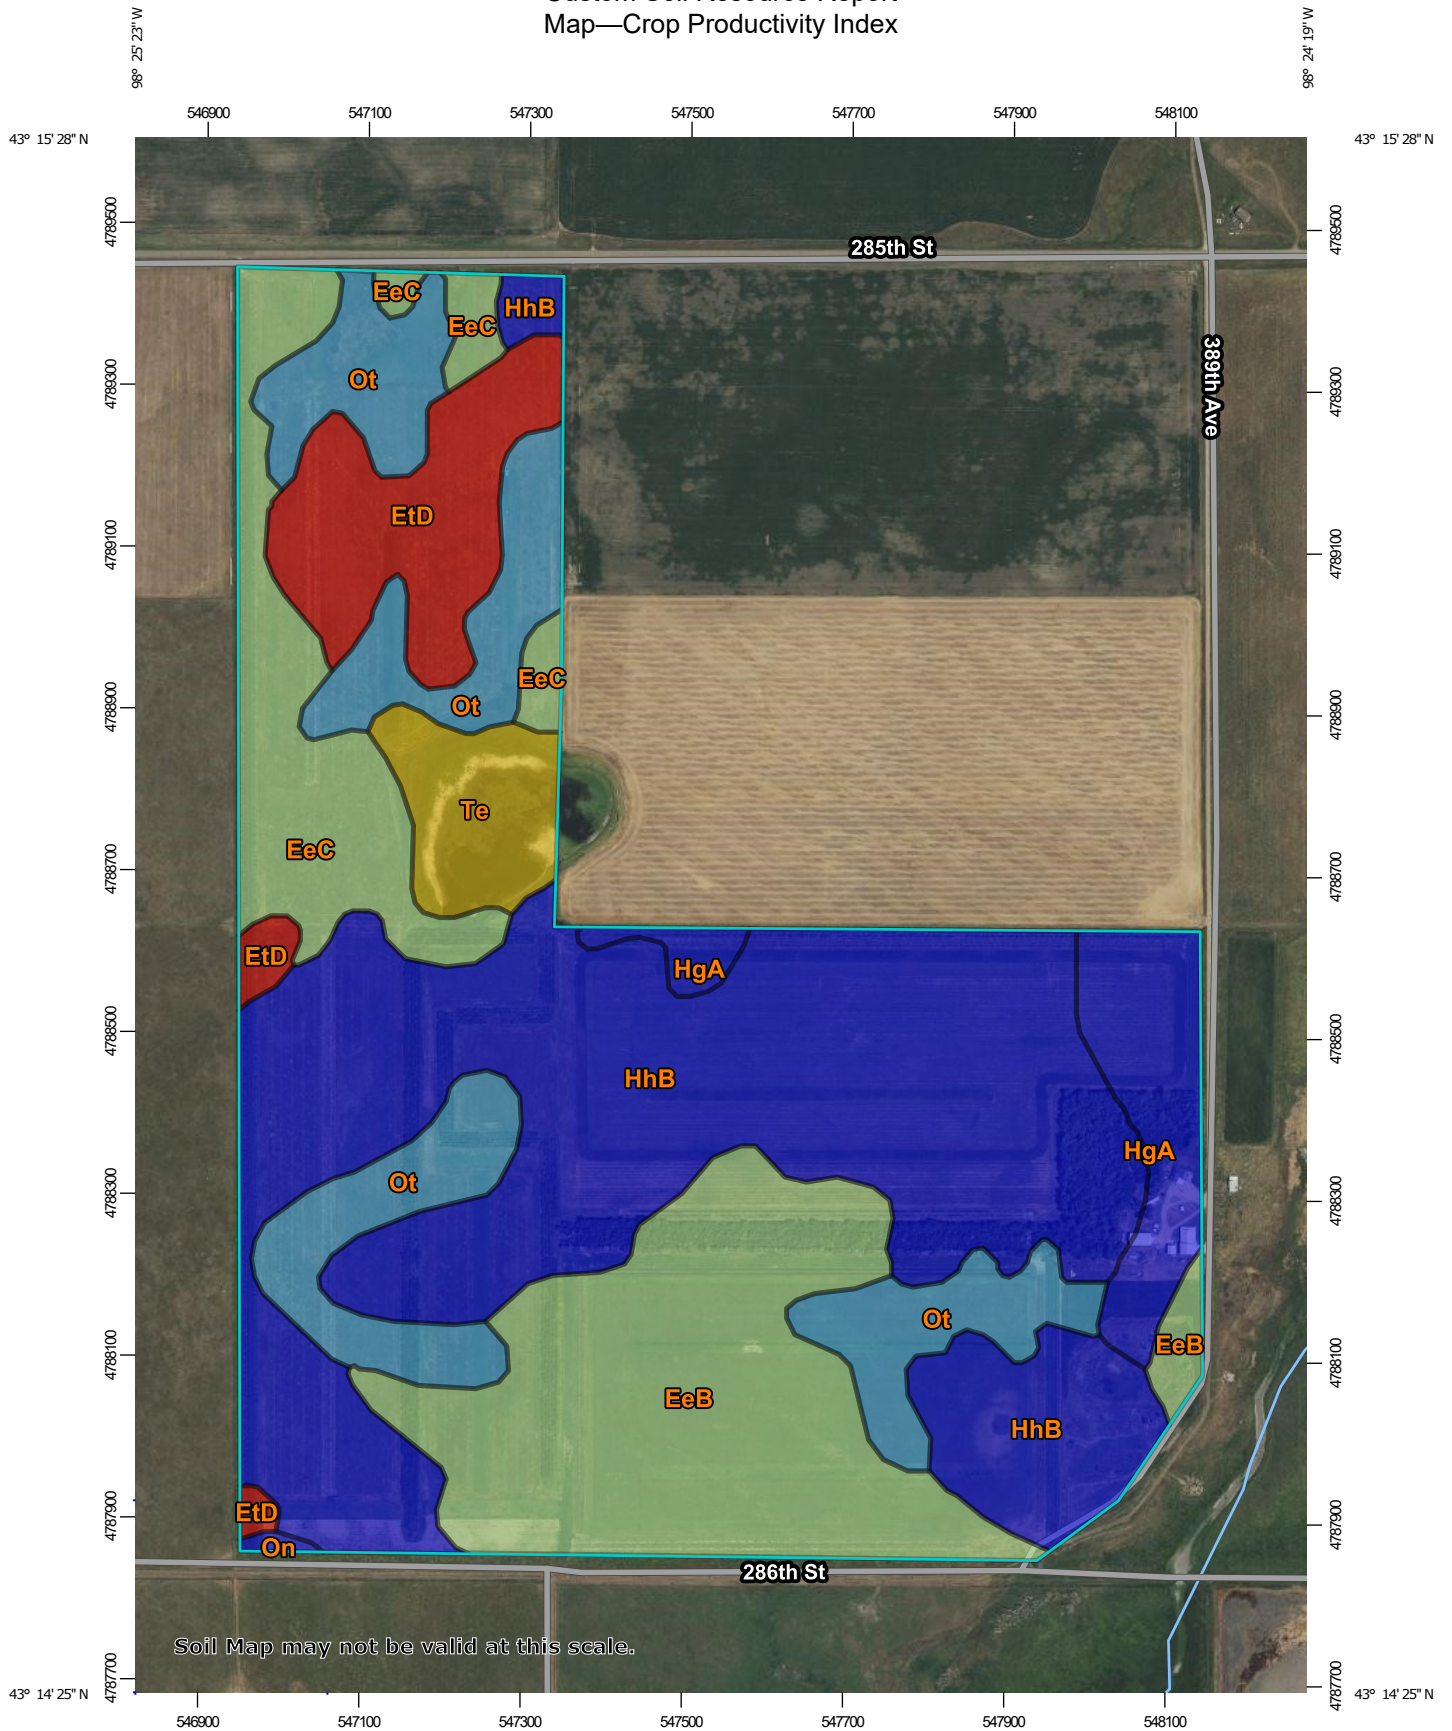 Custom Soil Resource Report
Map—Crop Productivity Index
98° 25' 23'' W
98° 24' 19'' W
546900 547100 547300 547500 547700 547900 548100
43° 15' 28'' N
43° 15' 28'' N
4789500
4789500
285th St
EeC
HhB
EeC
389th Ave
Ot
4789300
4789300
EtD
4789100
4789100
EeC
Ot
4788900
4788900
Te
EeC
4788700
4788700
EtD
HgA
4788500
4788500
HhB
HgA
Ot
4788300
4788300
Ot
EeB
4788100
4788100
EeB
HhB
EtD
4787900
4787900
On
286th St
Soil Map may not be valid at this scale.
4787700
4787700
43° 14' 25'' N
43° 14' 25'' N
546900 547100 547300 547500 547700 547900 548100